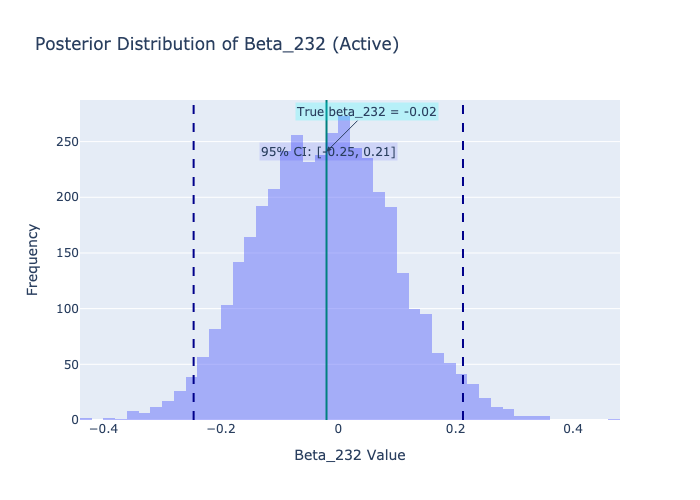 Posterior Distribution of Beta_232 (Active)
True beta_232 = -0.02
95% CI: [-0.25, 0.21]
250
200
150
100
50
0
Frequency
−0.4
−0.2
0
0.2
0.4
Beta_232 Value